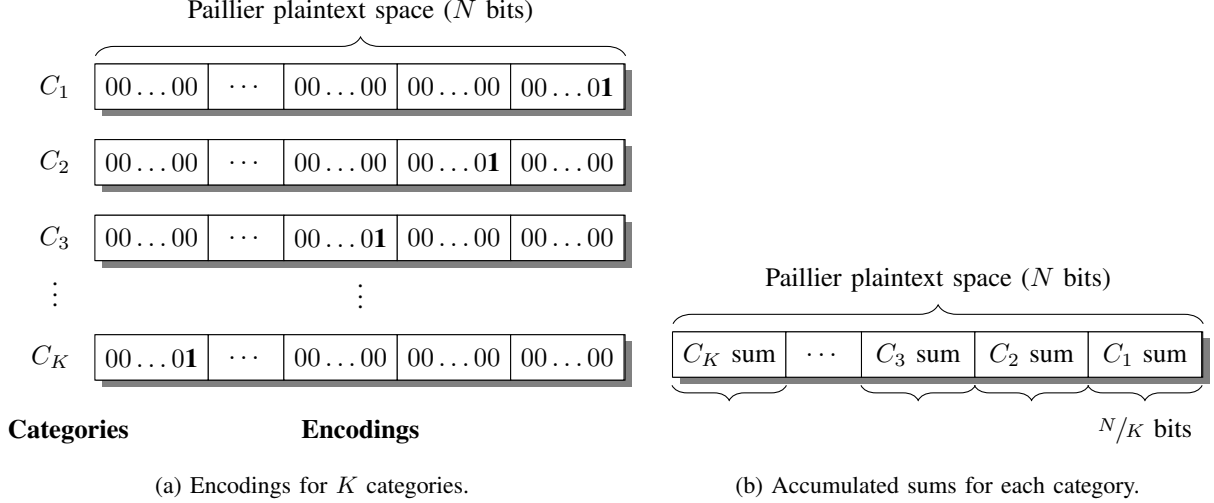 Paillier plaintext space (N bits)
C₁ 00…00 ⋯ 00…00 00…00 00…01
C₂ 00…00 ⋯ 00…00 00…01 00…00
C₃ 00…00 ⋯ 00…01 00…00 00…00
⋮ ⋮
C_K 00…01 ⋯ 00…00 00…00 00…00
Categories Encodings
(a) Encodings for K categories.
Paillier plaintext space (N bits)
C_K sum ⋯ C₃ sum C₂ sum C₁ sum
N/K bits
(b) Accumulated sums for each category.